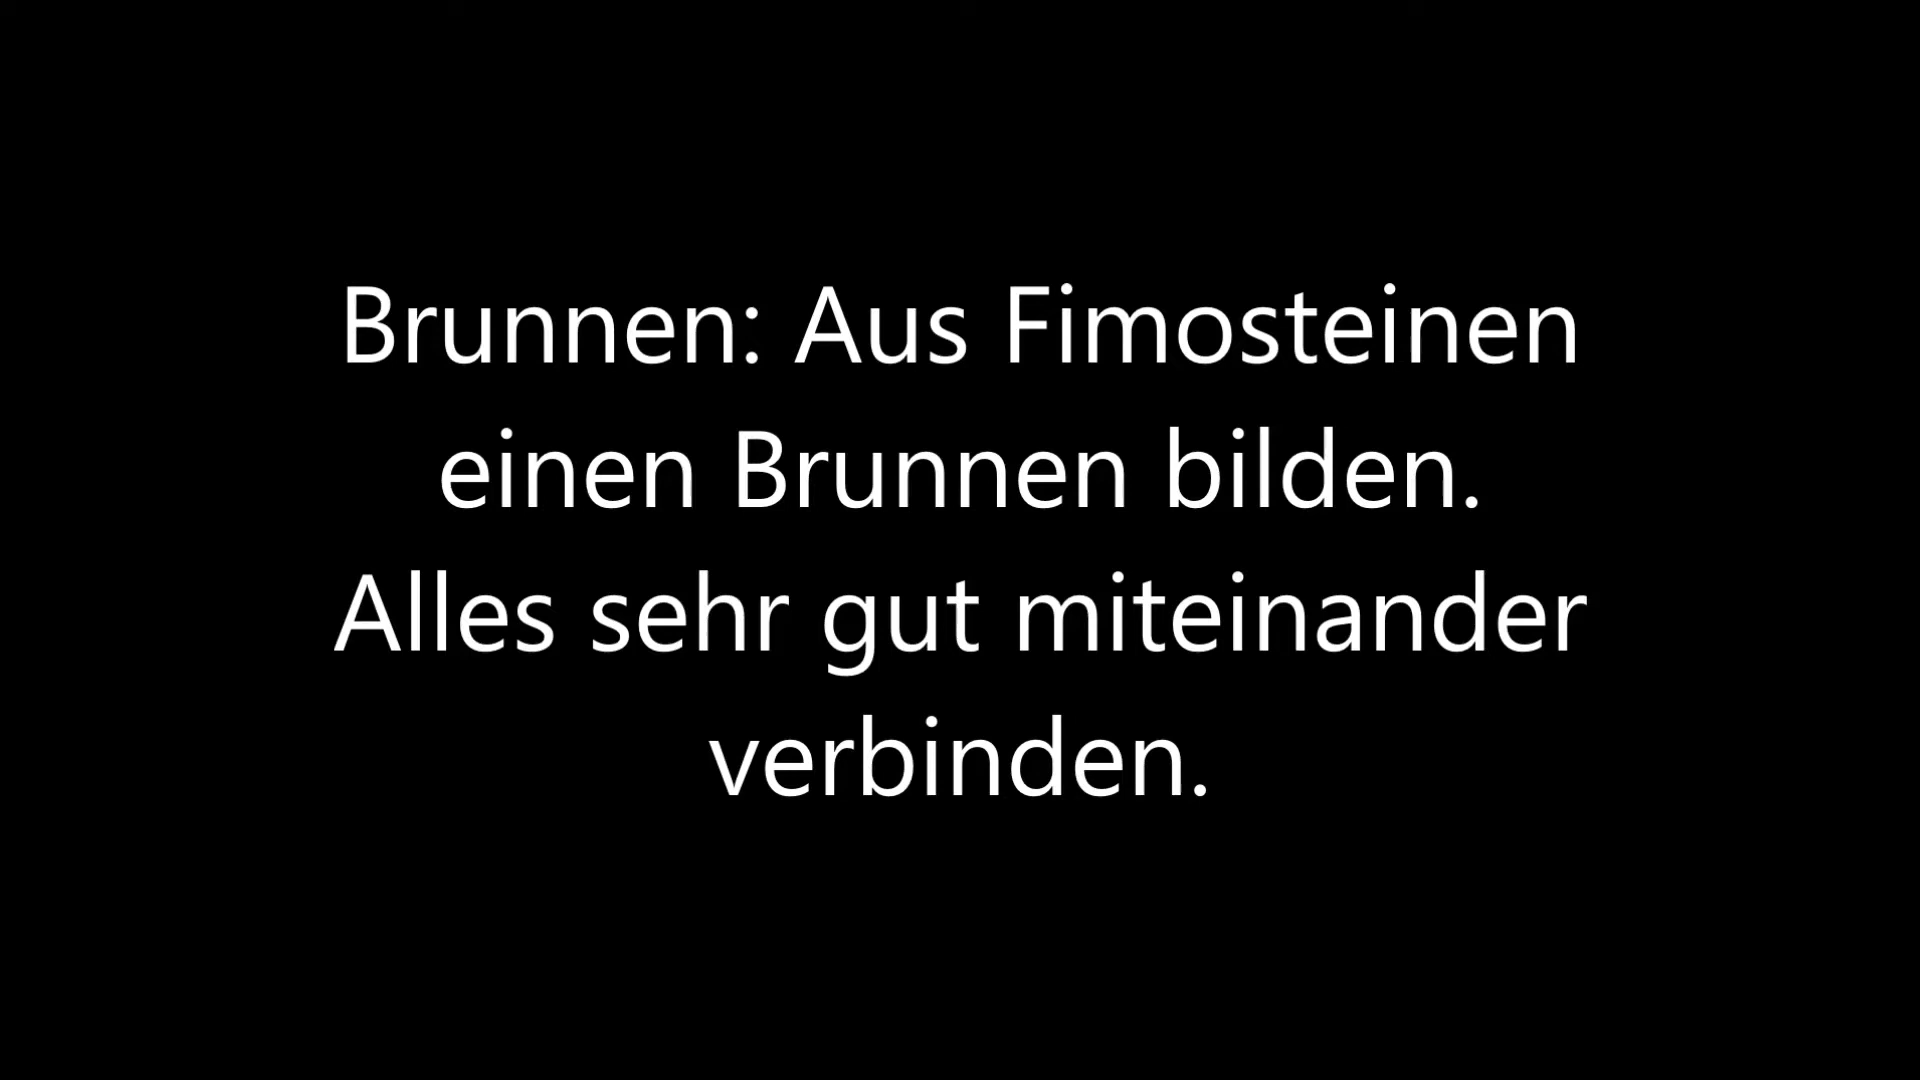 Brunnen: Aus Fimosteinen
einen Brunnen bilden.
Alles sehr gut miteinander
verbinden.